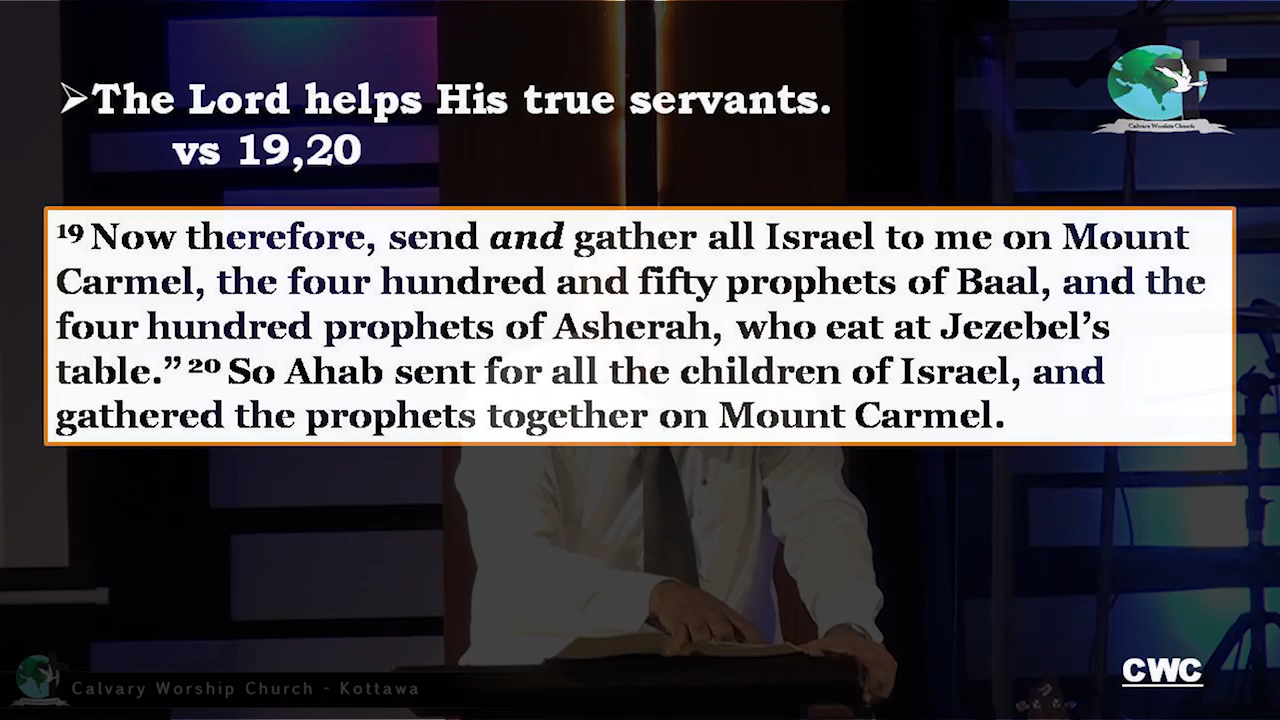 ➢The Lord helps His true servants.
vs 19,20
Calvary Worship Church
¹⁹ Now therefore, send and gather all Israel to me on Mount
Carmel, the four hundred and fifty prophets of Baal, and the
four hundred prophets of Asherah, who eat at Jezebel’s
table.” ²⁰ So Ahab sent for all the children of Israel, and
gathered the prophets together on Mount Carmel.
CWC
Calvary Worship Church - Kottawa